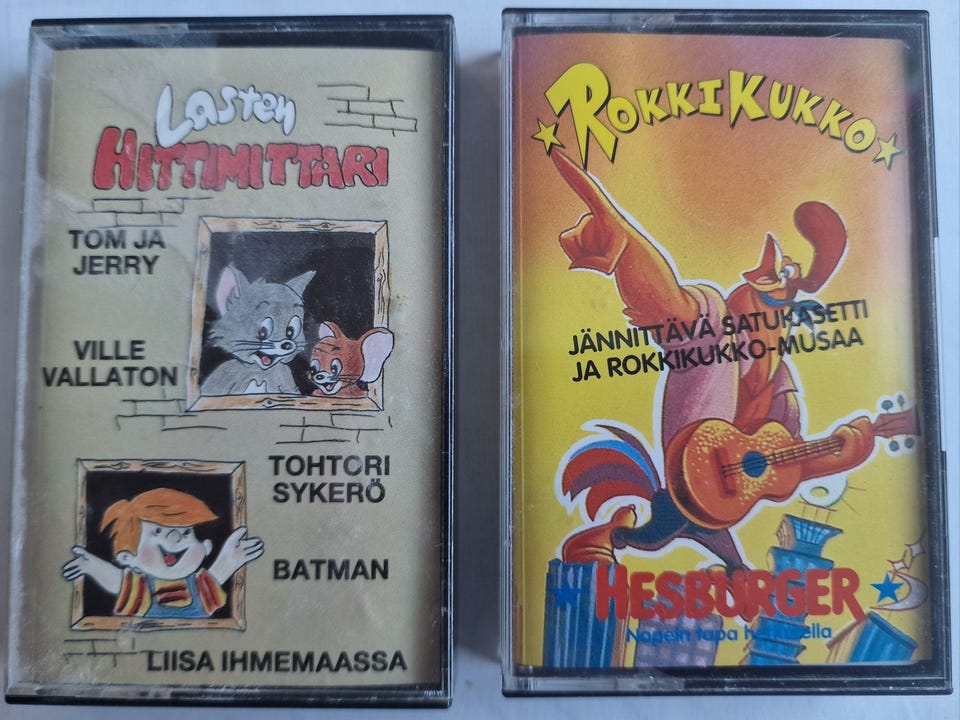 Lasten
HITTIMITTARI
TOM JA
JERRY
VILLE
VALLATON
TOHTORI
SYKERÖ
BATMAN
LIISA IHMEMAASSA
ROKKIKUKKO
JÄNNITTÄVÄ SATUKASETTI
JA ROKKIKUKKO-MUSAA
HESBURGER
Nopein tapa herkutella